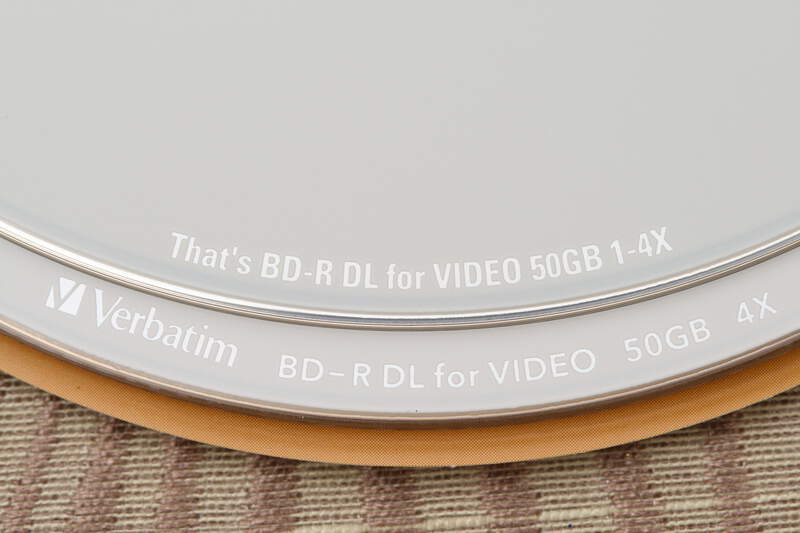 That's BD-R DL for VIDEO 50GB 1-4X
Verbatim BD-R DL for VIDEO 50GB 4X